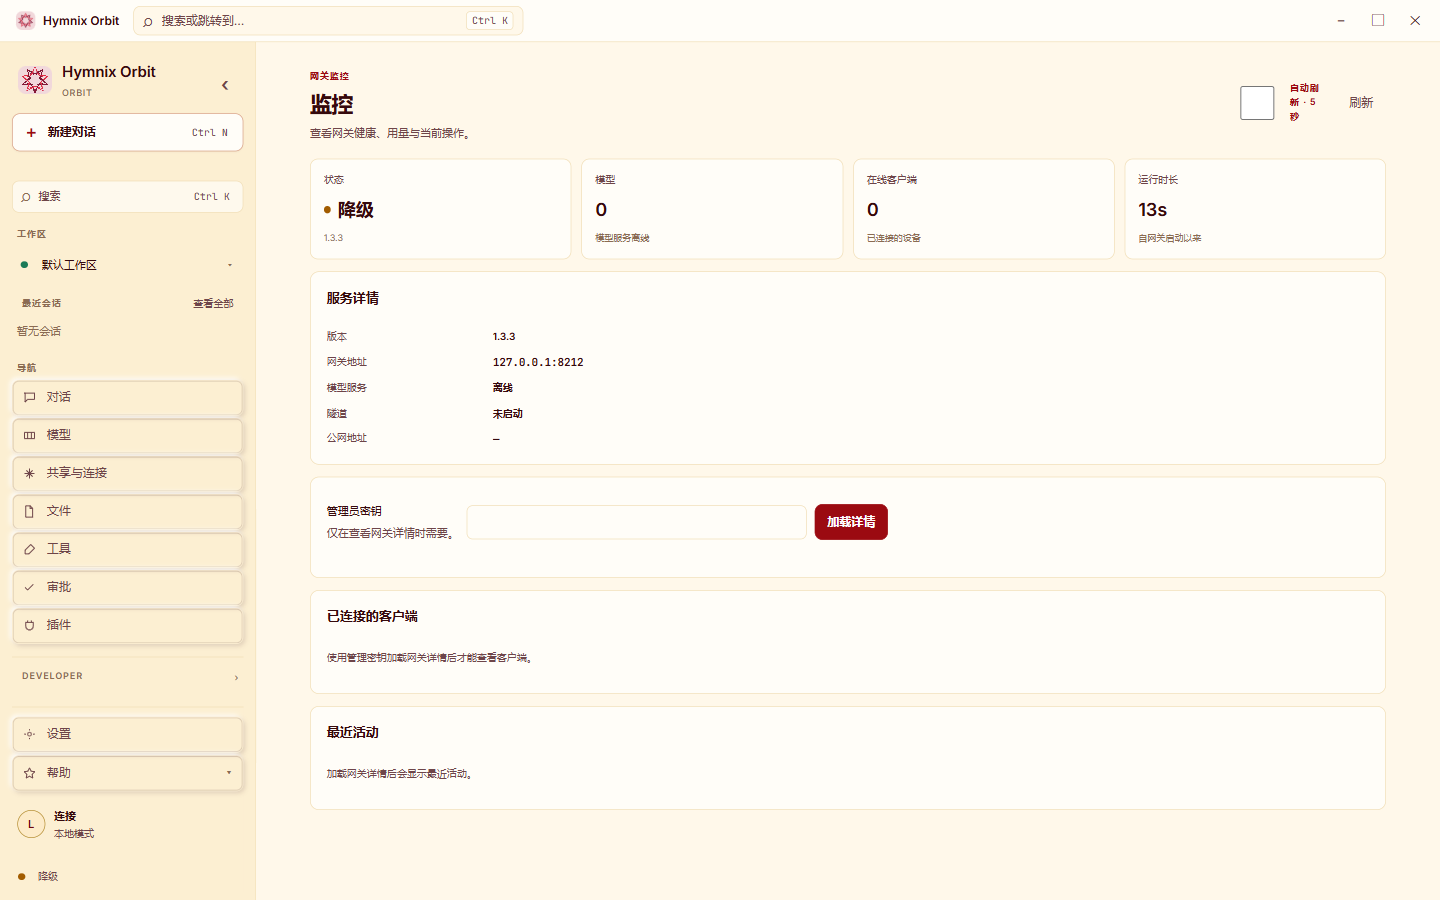 Hymnix Orbit
搜索或跳转到...
Ctrl K
Hymnix Orbit
ORBIT
新建对话
Ctrl N
搜索
Ctrl K
工作区
默认工作区
最近会话
查看全部
暂无会话
导航
对话
模型
共享与连接
文件
工具
审批
插件
DEVELOPER
设置
帮助
L
连接
本地模式
降级
网关监控
监控
查看网关健康、用量与当前操作。
自动刷
新 · 5
秒
刷新
状态
降级
1.3.3
模型
0
模型服务离线
在线客户端
0
已连接的设备
运行时长
13s
自网关启动以来
服务详情
版本
1.3.3
网关地址
127.0.0.1:8212
模型服务
离线
隧道
未启动
公网地址
—
管理员密钥
仅在查看网关详情时需要。
加载详情
已连接的客户端
使用管理密钥加载网关详情后才能查看客户端。
最近活动
加载网关详情后会显示最近活动。